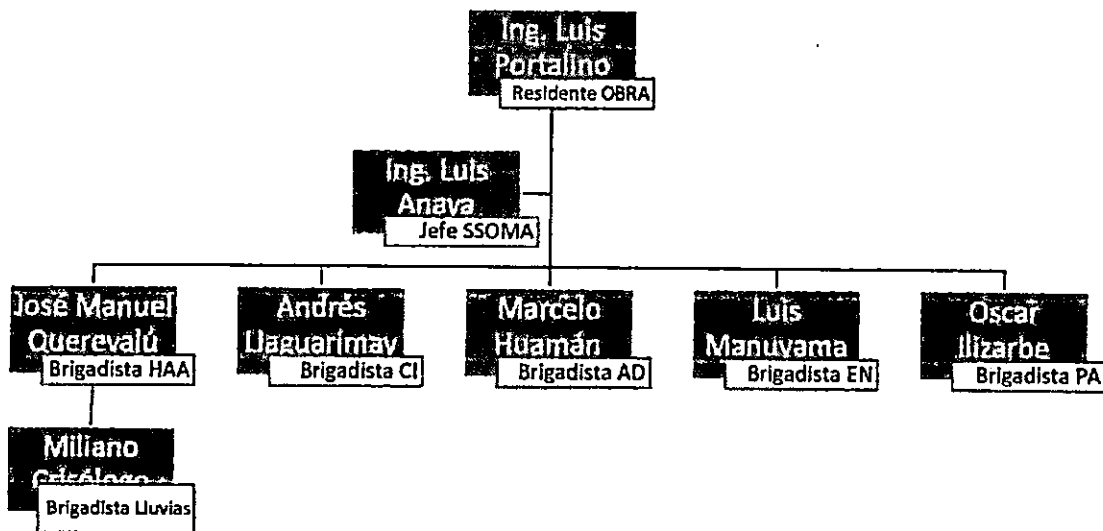 Ing. Luis
Portalino
Residente OBRA
Ing. Luis
Anaya
Jefe SSOMA
José Manuel
Querevalú
Brigadista HAA
Andrés
Llaguarimay
Brigadista CI
Marcelo
Huamán
Brigadista AD
Luis
Manuyama
Brigadista EN
Oscar
Ilizarbe
Brigadista PA
Miliano
Crisólogo
Brigadista Lluvias